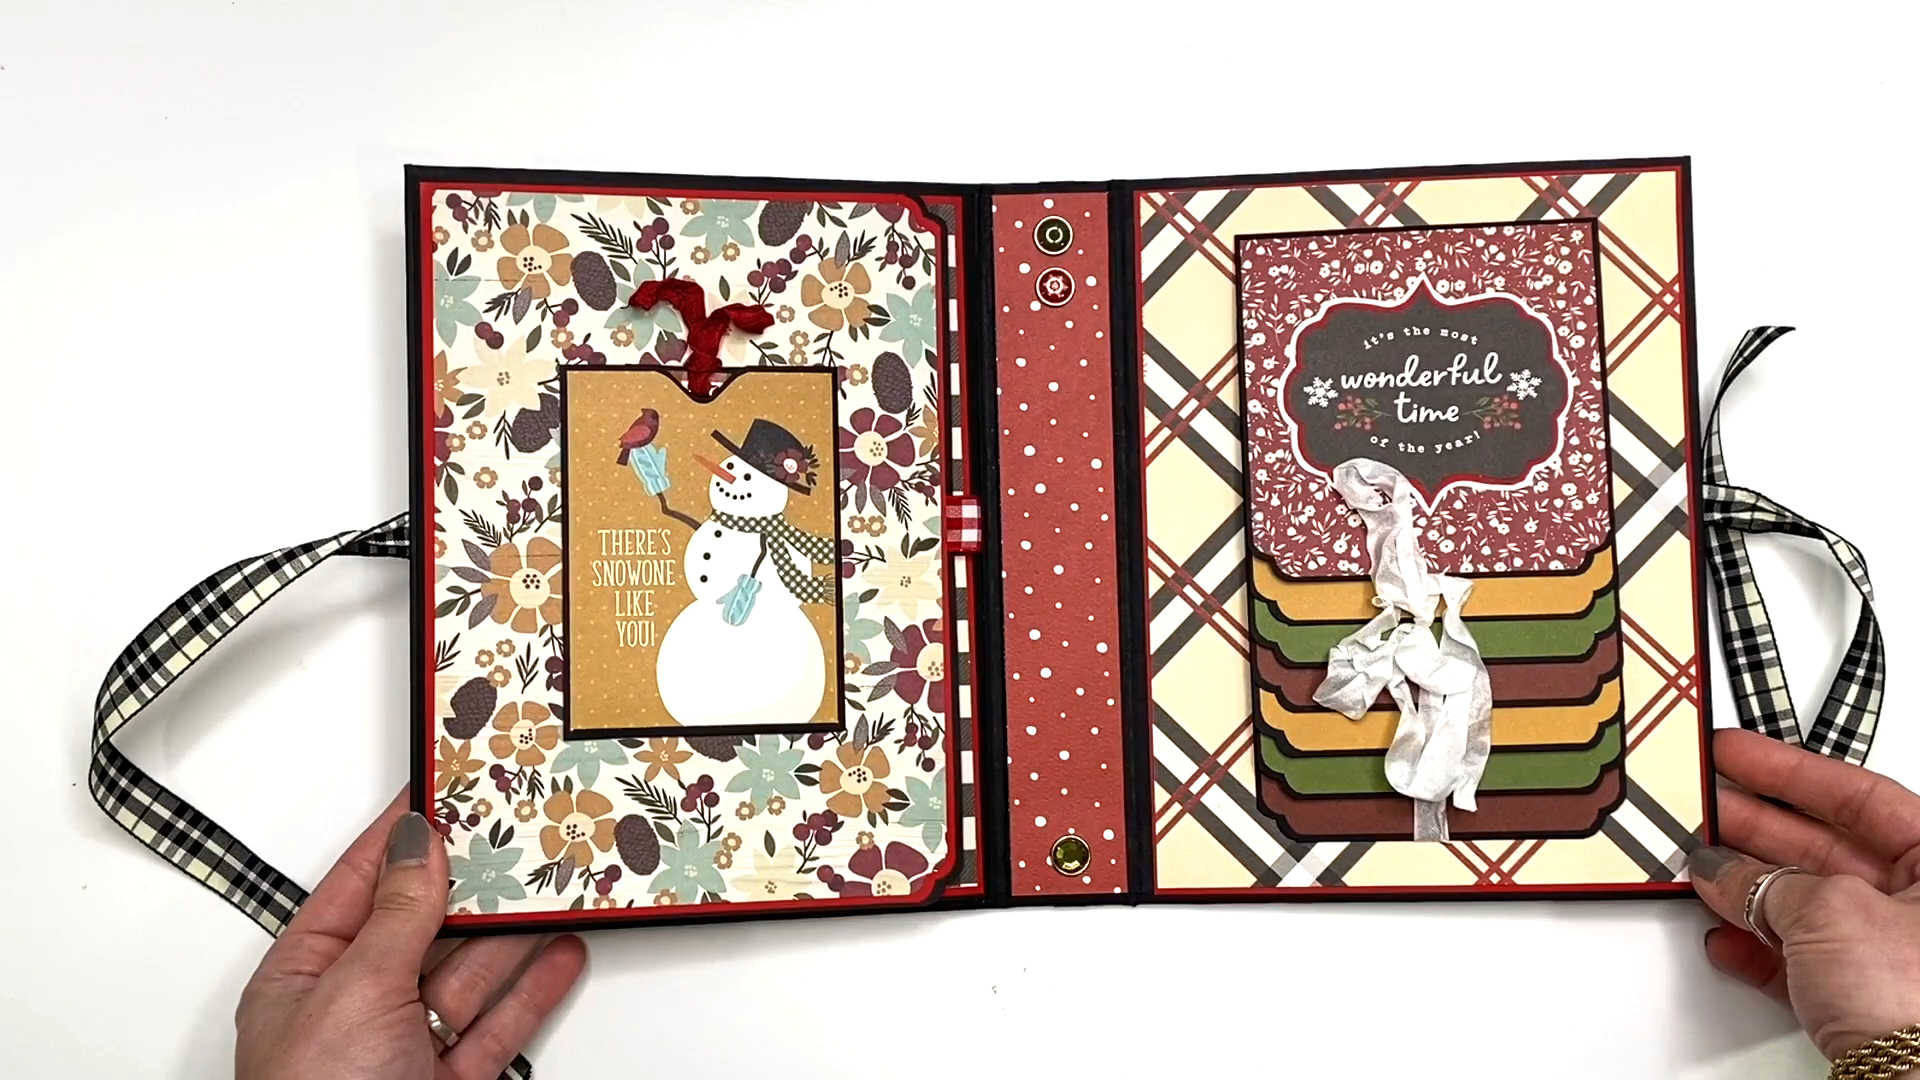 THERE'S
SNOWONE
LIKE
YOU!
it's the most
wonderful
time
of the year!